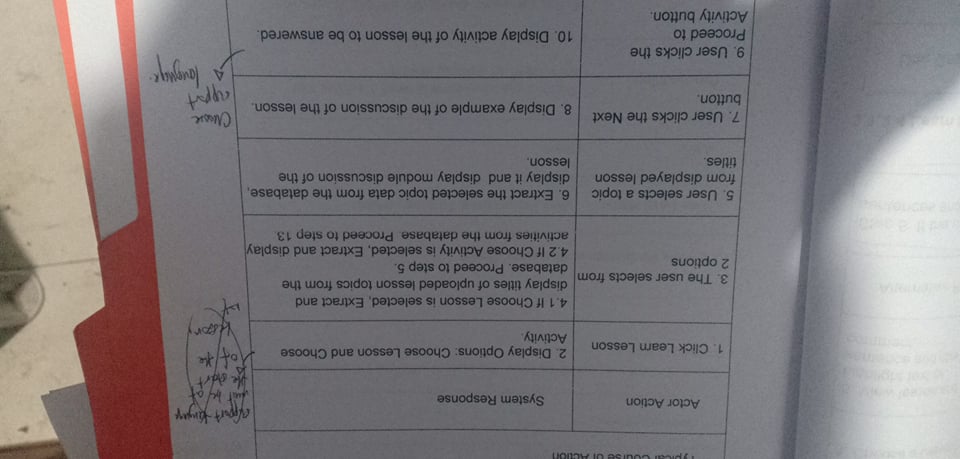 Typical Course of Action
Actor Action
System Response
1. Click Learn Lesson
2. Display Options: Choose Lesson and Choose
Activity.
3. The user selects from
2 options
4.1 If Choose Lesson is selected, Extract and
display titles of uploaded lesson topics from the
database. Proceed to step 5.
4.2 If Choose Activity is selected, Extract and display
activities from the database. Proceed to step 13.
5. User selects a topic
from displayed lesson
titles.
6. Extract the selected topic data from the database,
display it and display module discussion of the
lesson.
7. User clicks the Next
button.
8. Display example of the discussion of the lesson.
9. User clicks the
Proceed to
Activity button.
10. Display activity of the lesson to be answered.
support language
must be at
the start
of the
lesson
Choose
support
language.